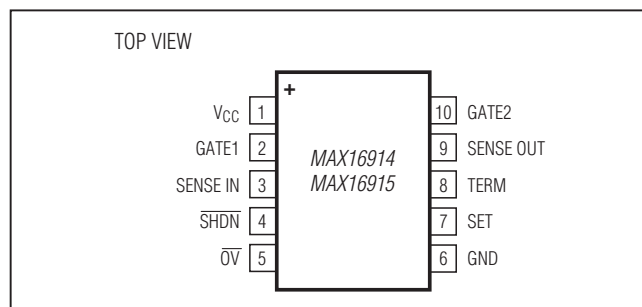 TOP VIEW
+
VCC 1
GATE1 2
SENSE IN 3
SHDN 4
OV 5
MAX16914
MAX16915
10 GATE2
9 SENSE OUT
8 TERM
7 SET
6 GND